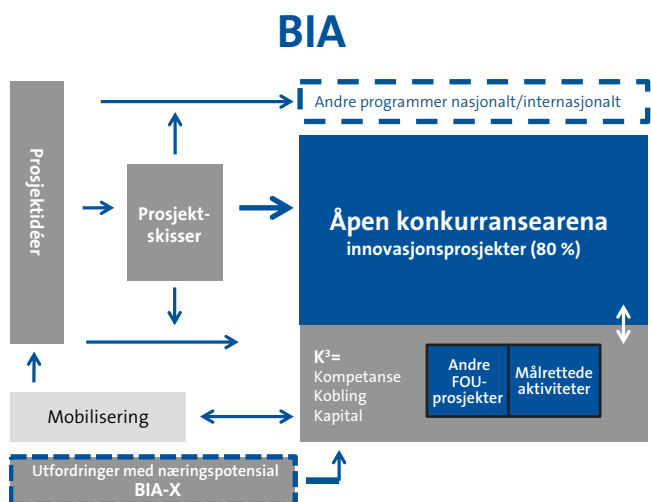 BIA
Andre programmer nasjonalt/internasjonalt
Prosjektidéer
Prosjekt-
skisser
Åpen konkurransearena
innovasjonsprosjekter (80 %)
K³=
Kompetanse
Kobling
Kapital
Andre
FOU-
prosjekter
Målrettede
aktiviteter
Mobilisering
Utfordringer med næringspotensial
BIA-X